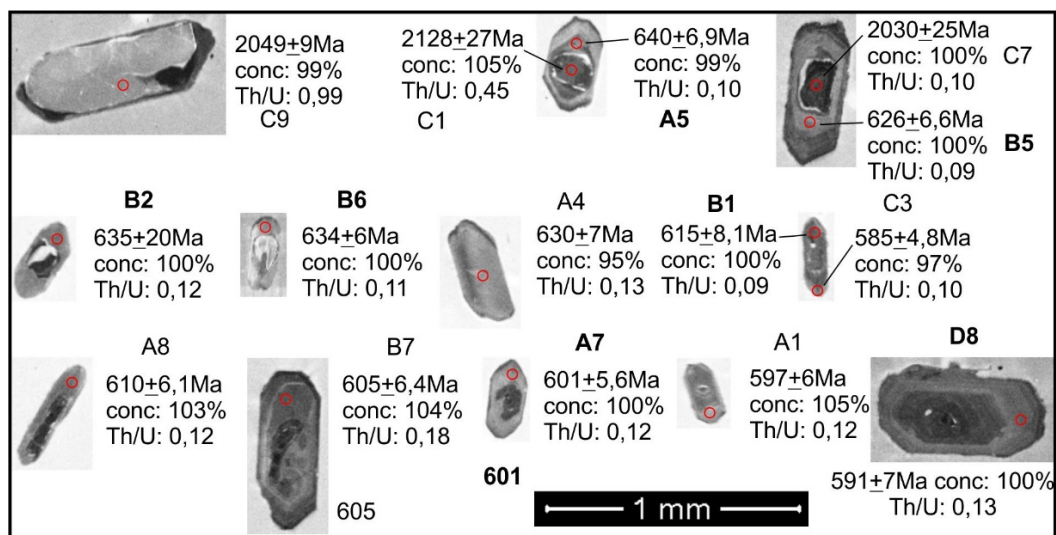 2049±9Ma
conc: 99%
Th/U: 0,99
C9
2128±27Ma
conc: 105%
Th/U: 0,45
C1
640±6,9Ma
conc: 99%
Th/U: 0,10
A5
2030±25Ma
conc: 100%
Th/U: 0,10
C7
626±6,6Ma
conc: 100%
Th/U: 0,09
B5
B2
635±20Ma
conc: 100%
Th/U: 0,12
B6
634±6Ma
conc: 100%
Th/U: 0,11
A4
630±7Ma
conc: 95%
Th/U: 0,13
B1
615±8,1Ma
conc: 100%
Th/U: 0,09
C3
585±4,8Ma
conc: 97%
Th/U: 0,10
A8
610±6,1Ma
conc: 103%
Th/U: 0,12
B7
605±6,4Ma
conc: 104%
Th/U: 0,18
605
A7
601±5,6Ma
conc: 100%
Th/U: 0,12
601
A1
597±6Ma
conc: 105%
Th/U: 0,12
D8
591±7Ma conc: 100%
Th/U: 0,13
1 mm